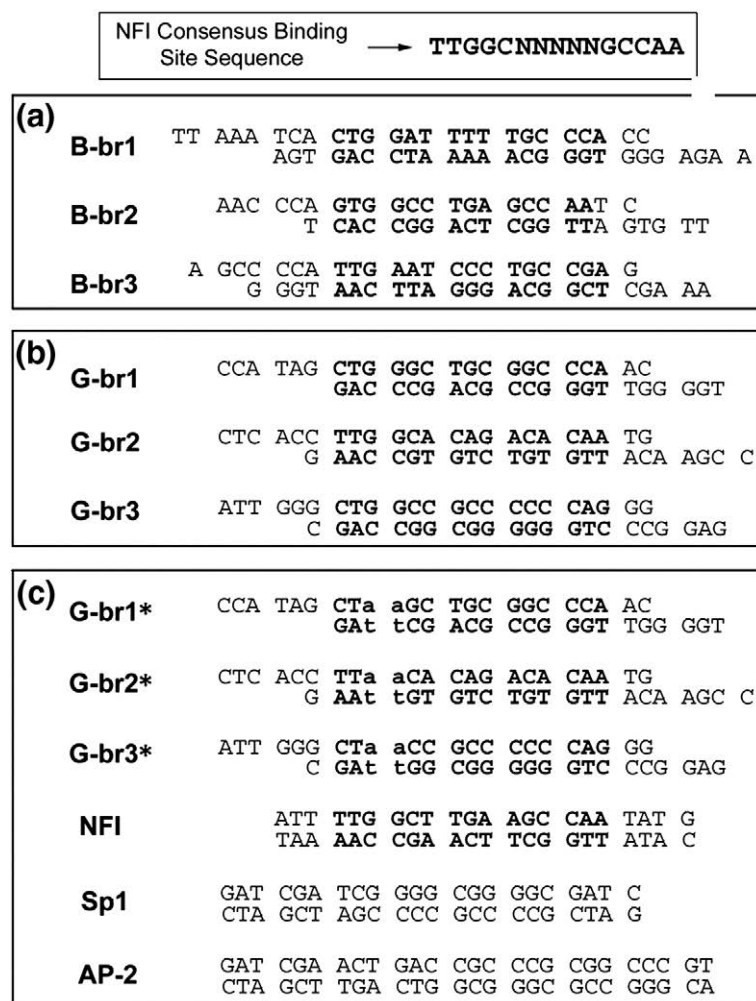 NFI Consensus Binding Site Sequence → TTGGCNNNNNGCCAA
(a)
B-br1 TT AAA TCA CTG GAT TTT TGC CCA CC
AGT GAC CTA AAA ACG GGT GGG AGA A
B-br2 AAC CCA GTG GCC TGA GCC AAT C
T CAC CGG ACT CGG TTA GTG TT
B-br3 A GCC CCA TTG AAT CCC TGC CGA G
G GGT AAC TTA GGG ACG GCT CGA AA
(b)
G-br1 CCA TAG CTG GGC TGC GGC CCA AC
GAC CCG ACG CCG GGT TGG GGT
G-br2 CTC ACC TTG GCA CAG ACA CAA TG
G AAC CGT GTC TGT GTT ACA AGC C
G-br3 ATT GGG CTG GCC GCC CCC CAG GG
C GAC CGG CGG GGG GTC CCG GAG
(c)
G-br1* CCA TAG CTa aGC TGC GGC CCA AC
GAt tCG ACG CCG GGT TGG GGT
G-br2* CTC ACC TTa aCA CAG ACA CAA TG
G AAt tGT GTC TGT GTT ACA AGC C
G-br3* ATT GGG CTa aCC GCC CCC CAG GG
C GAt tGG CGG GGG GTC CCG GAG
NFI ATT TTG GCT TGA AGC CAA TAT G
TAA AAC CGA ACT TCG GTT ATA C
Sp1 GAT CGA TCG GGG CGG GGC GAT C
CTA GCT AGC CCC GCC CCG CTA G
AP-2 GAT CGA ACT GAC CGC CCG CGG CCC GT
CTA GCT TGA CTG GCG GGC GCC GGG CA